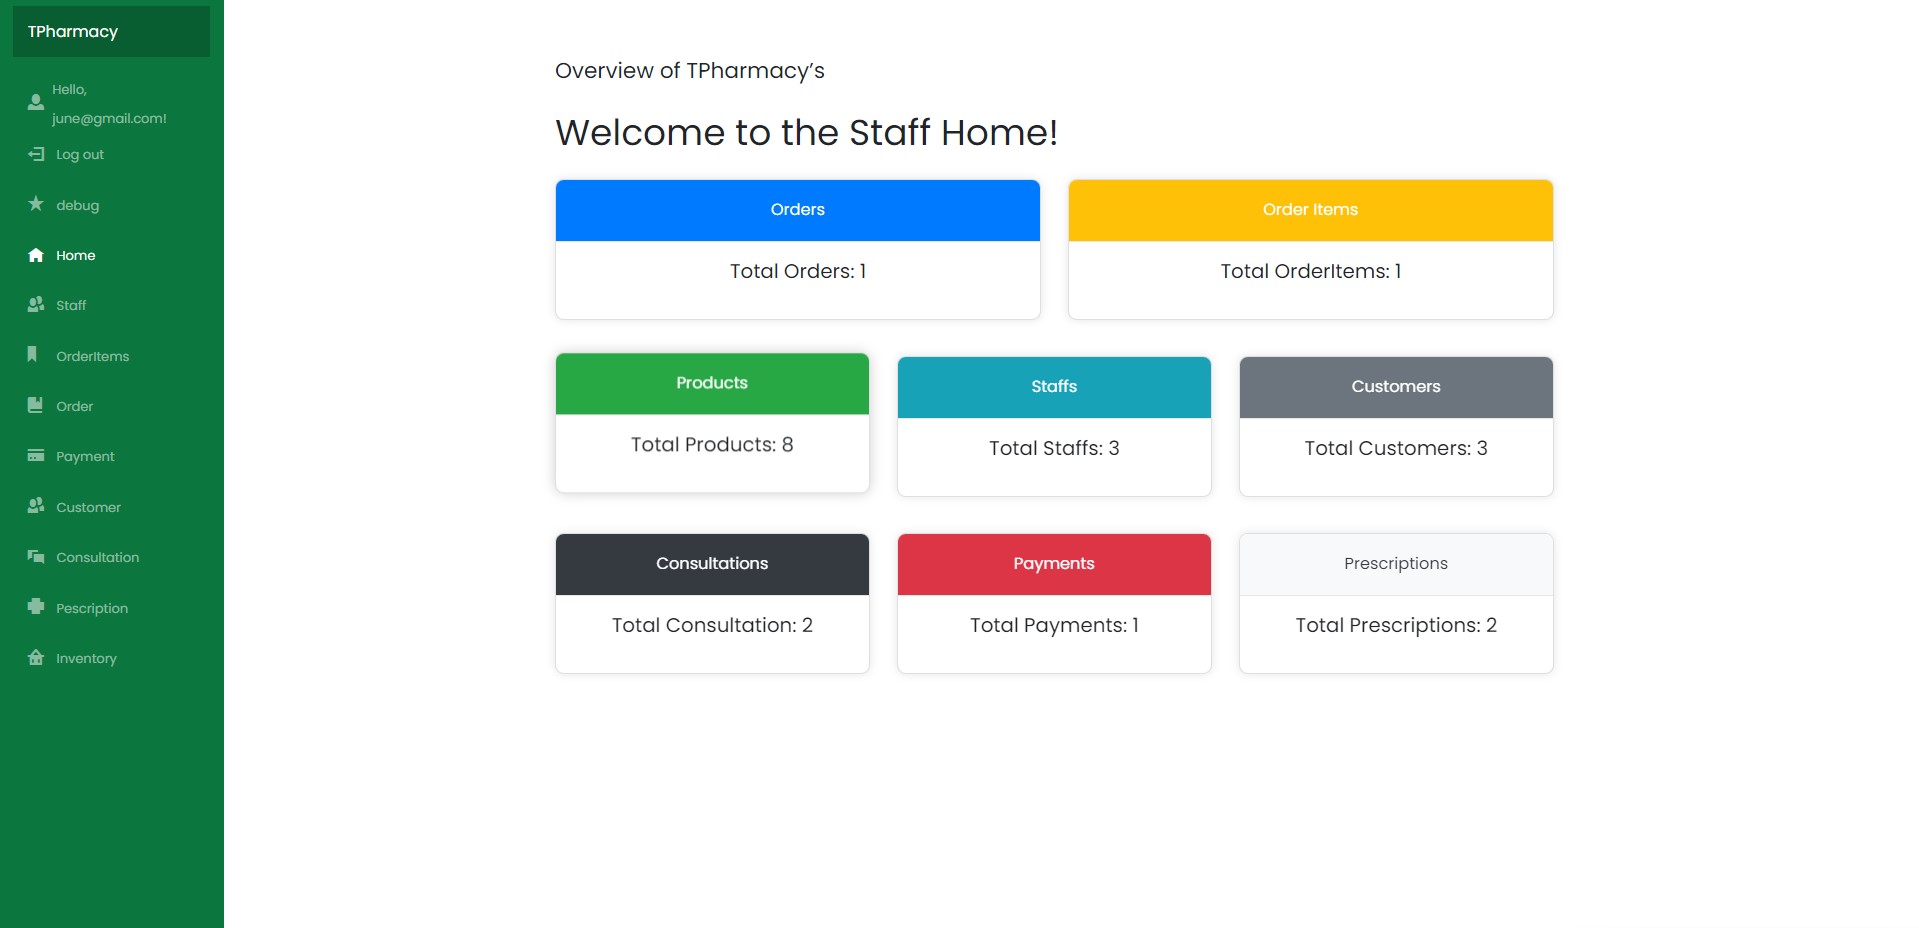 TPharmacy
Hello,
june@gmail.com!
Log out
debug
Home
Staff
OrderItems
Order
Payment
Customer
Consultation
Pescription
Inventory
Overview of TPharmacy’s
Welcome to the Staff Home!
Orders
Total Orders: 1
Order Items
Total OrderItems: 1
Products
Total Products: 8
Staffs
Total Staffs: 3
Customers
Total Customers: 3
Consultations
Total Consultation: 2
Payments
Total Payments: 1
Prescriptions
Total Prescriptions: 2